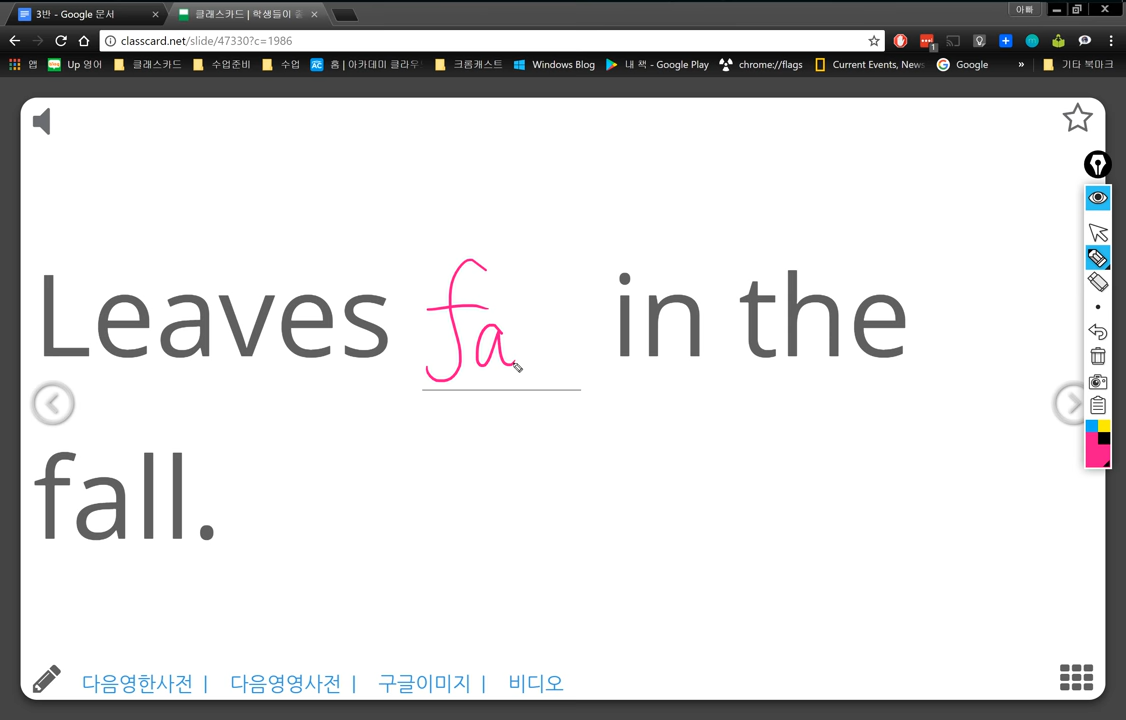 3반 - Google 문서
클래스카드 | 학생들이 좋
아빠
classcard.net/slide/47330?c=1986
1
앱
Up 영어
클래스카드
수업준비
수업
홈 | 아카데미 클라우
크롬캐스트
Windows Blog
내 책 - Google Play
chrome://flags
Current Events, News
Google
»
기타 북마크
Leaves fa in the
fall.
다음영한사전 | 다음영영사전 | 구글이미지 | 비디오